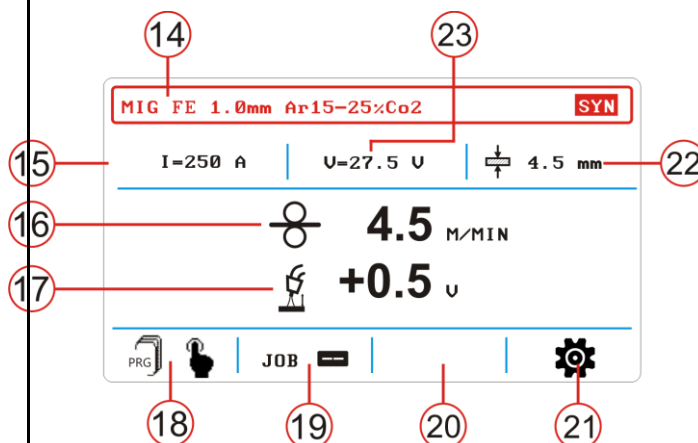 14
23
MIG FE 1.0mm Ar15-25%Co2 SYN
15
I=250 A V=27.5 V 4.5 mm
22
16
4.5 M/MIN
17
+0.5 V
PRG JOB --
18
19
20
21